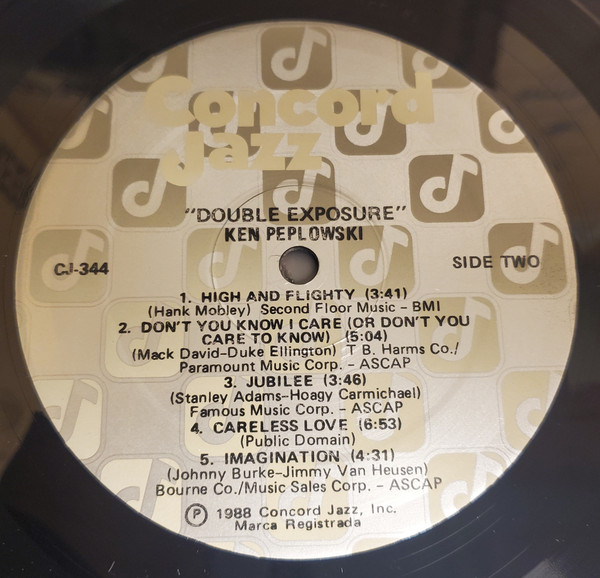 Concord
Jazz
"DOUBLE EXPOSURE"
KEN PEPLOWSKI
CJ-344
SIDE TWO
1. HIGH AND FLIGHTY (3:41)
(Hank Mobley) Second Floor Music – BMI
2. DON'T YOU KNOW I CARE (OR DON'T YOU
CARE TO KNOW) (5:04)
(Mack David–Duke Ellington) T B. Harms Co./
Paramount Music Corp. – ASCAP
3. JUBILEE (3:46)
(Stanley Adams–Hoagy Carmichael)
Famous Music Corp. – ASCAP
4. CARELESS LOVE (6:53)
(Public Domain)
5. IMAGINATION (4:31)
(Johnny Burke–Jimmy Van Heusen)
Bourne Co./Music Sales Corp. – ASCAP
Ⓟ 1988 Concord Jazz, Inc.
Marca Registrada